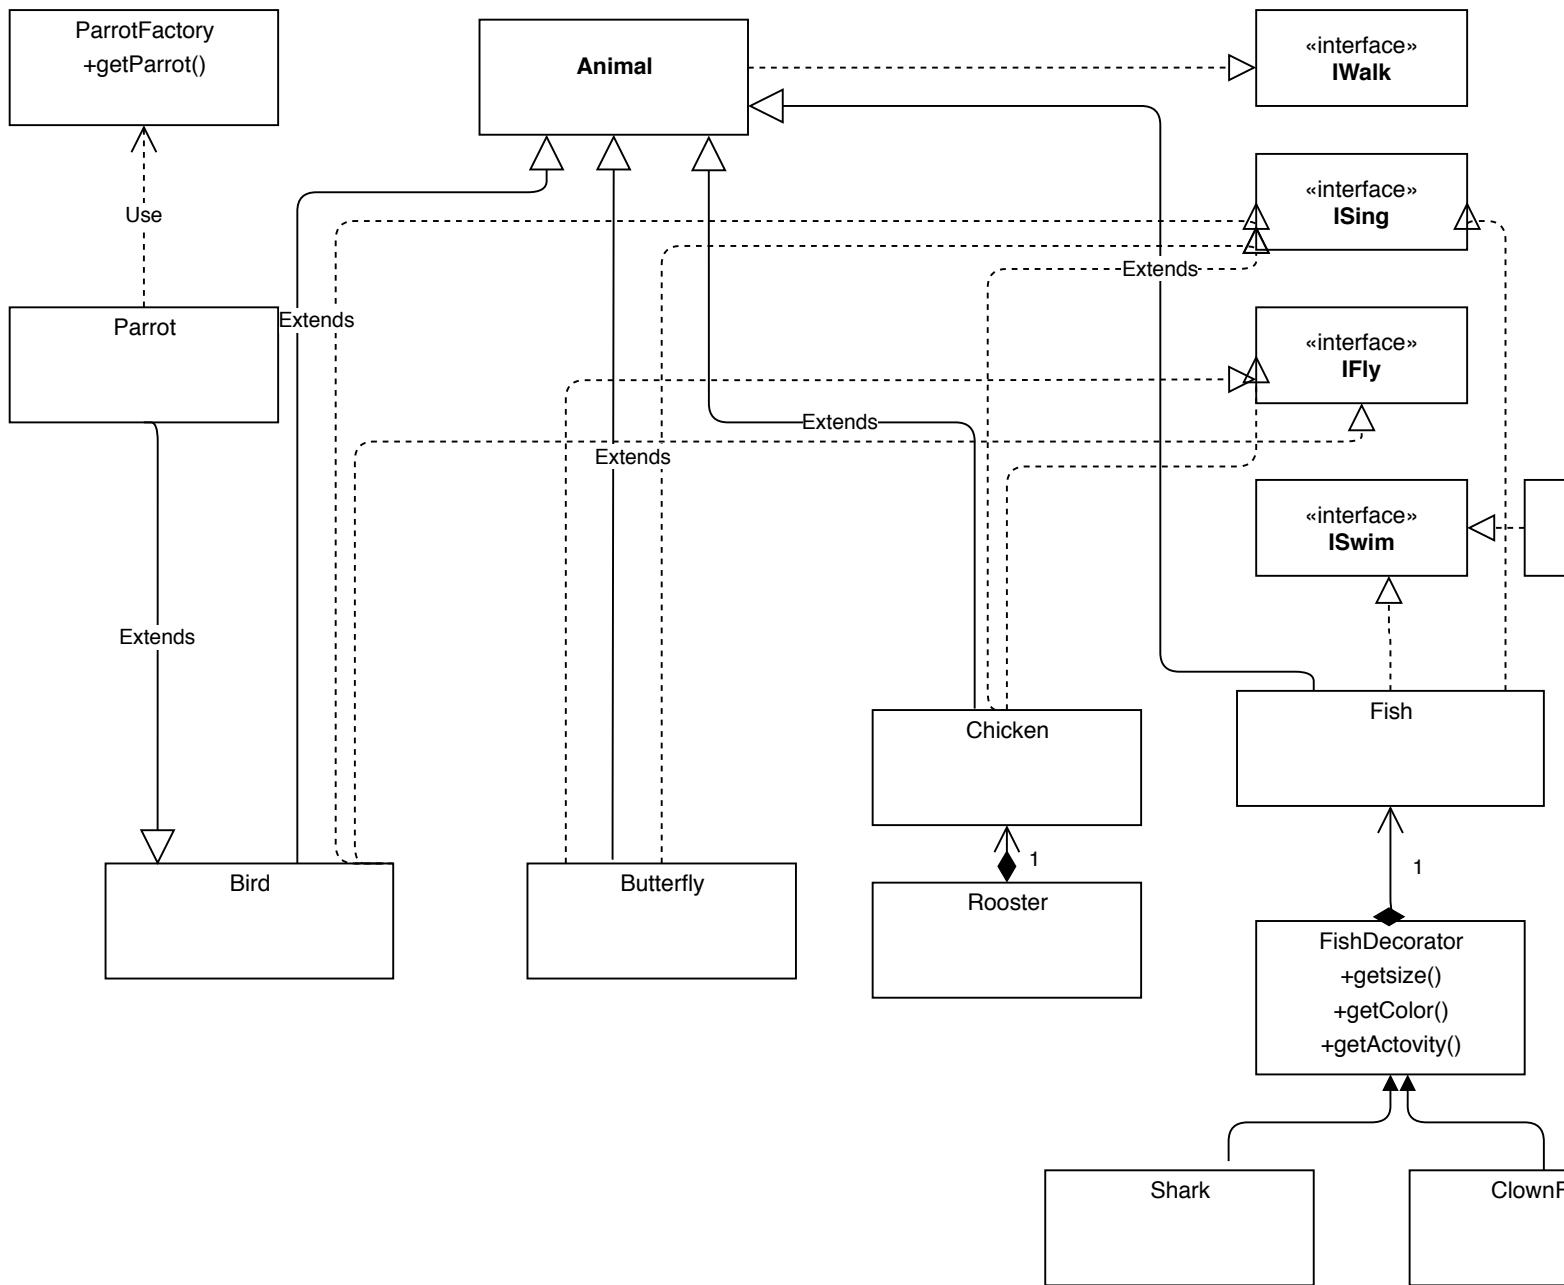 ParrotFactory
+getParrot()
Animal
«interface»
IWalk
«interface»
ISing
Use
Extends
Parrot
Extends
«interface»
IFly
Extends
Extends
«interface»
ISwim
Extends
Fish
Chicken
1
1
Bird
Butterfly
Rooster
FishDecorator
+getsize()
+getColor()
+getActovity()
Shark
ClownF